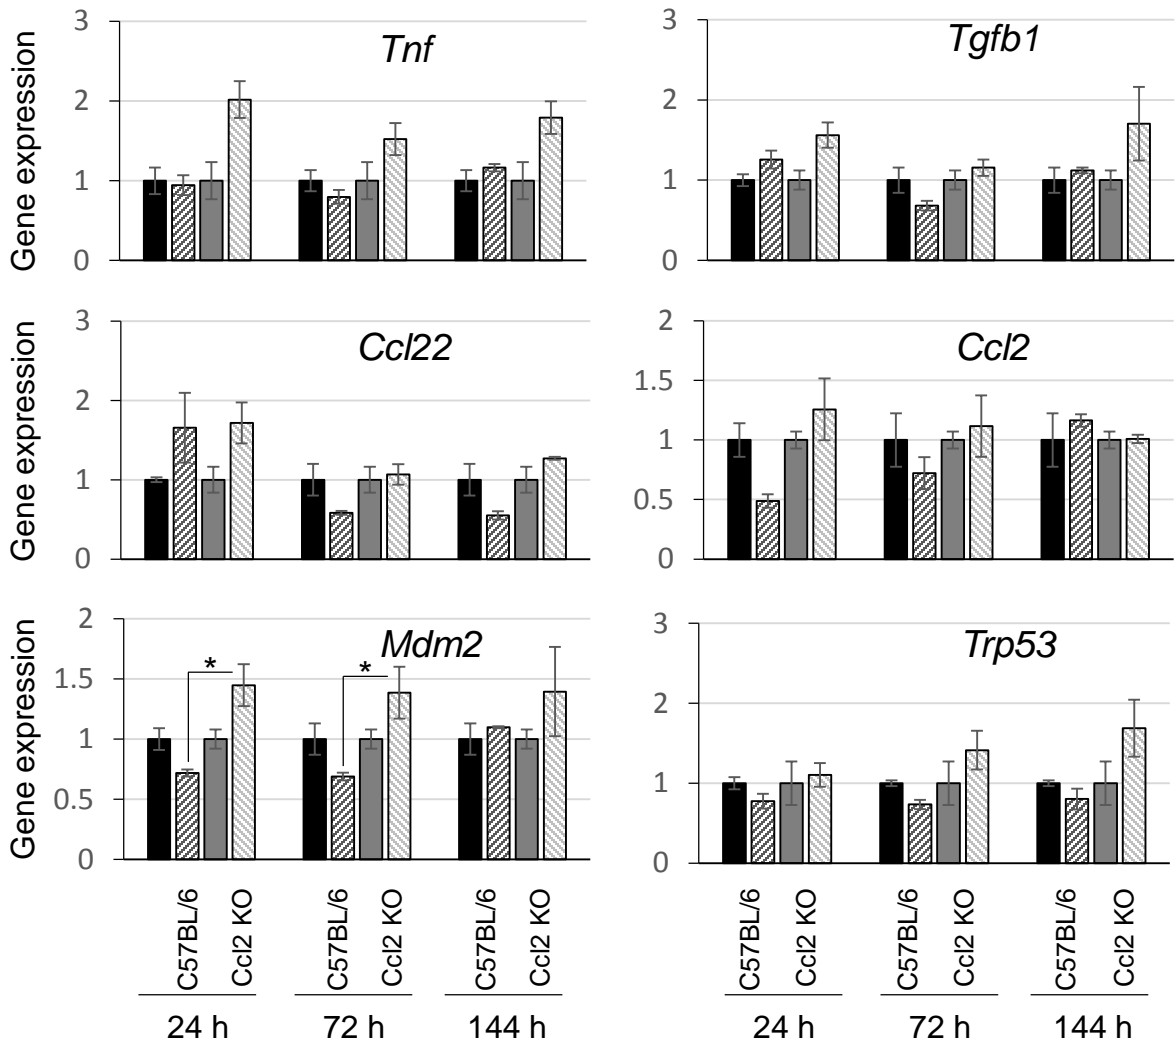 Gene expression
3
2
1
0
Tnf
3
2
1
0
Tgfb1
Gene expression
3
2
1
0
Ccl22
2
1.5
1
0.5
0
Ccl2
Gene expression
2
1.5
1
0.5
0
Mdm2
*
*
3
2
1
0
Trp53
C57BL/6
Ccl2 KO
C57BL/6
Ccl2 KO
C57BL/6
Ccl2 KO
C57BL/6
Ccl2 KO
C57BL/6
Ccl2 KO
C57BL/6
Ccl2 KO
24 h
72 h
144 h
24 h
72 h
144 h